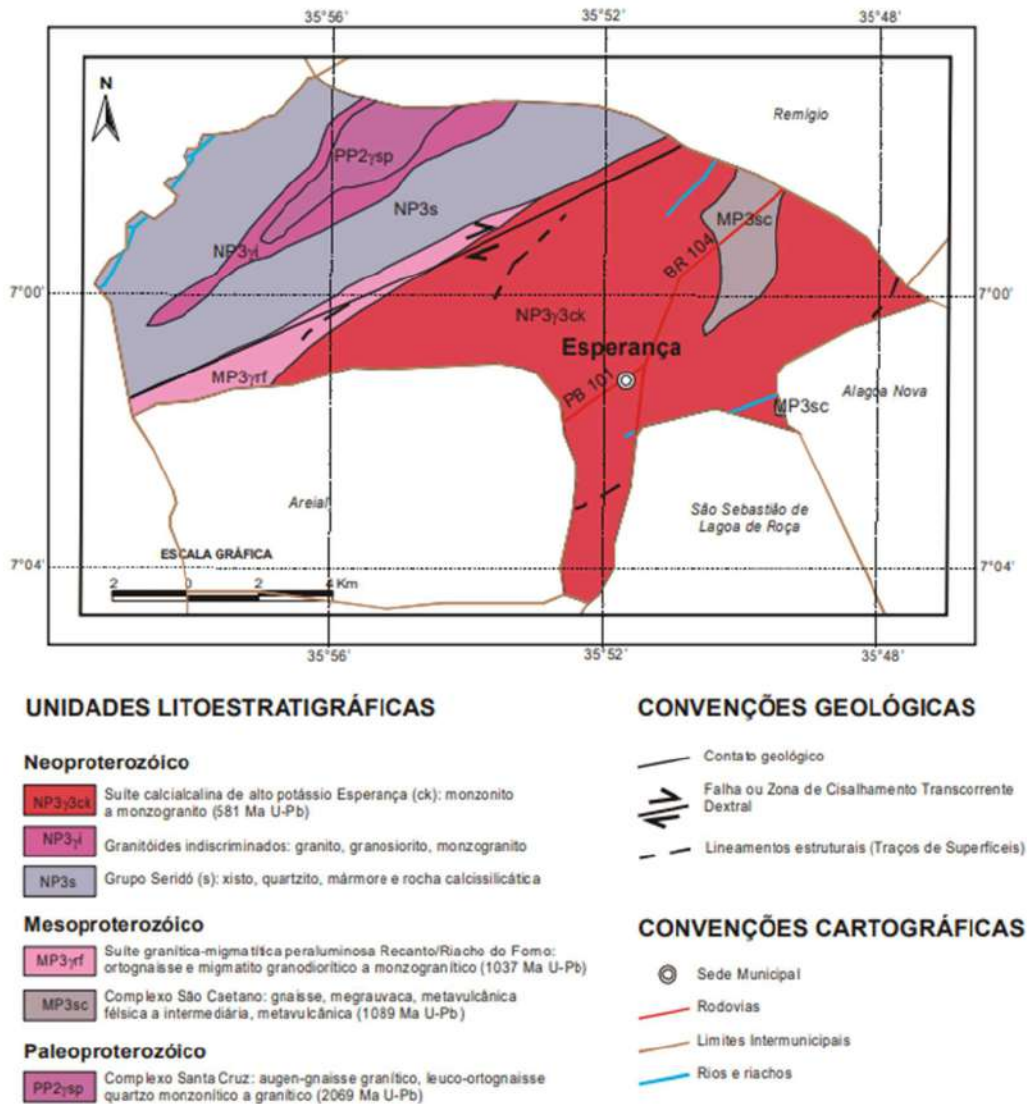 35°56'
35°52'
35°48'
N
Remígio
PP2γsp
NP3s
MP3sc
NP3γi
BR 104
7°00'
7°00'
NP3γ3ck
Esperança
MP3γrf
PB 101
MP3sc
Alagoa Nova
Areial
São Sebastião de
Lagoa de Roça
ESCALA GRÁFICA
7°04'
7°04'
2 0 2 4 Km
35°56'
35°52'
35°48'
UNIDADES LITOESTRATIGRÁFICAS
Neoproterozóico
NP3γ3ck
Suíte calcialcalina de alto potássio Esperança (ck): monzonito
a monzogranito (581 Ma U-Pb)
NP3γi
Granitóides indiscriminados: granito, granosiorito, monzogranito
NP3s
Grupo Seridó (s): xisto, quartzito, mármore e rocha calcissilicática
Mesoproterozóico
MP3γrf
Suíte granítica-migmatítica peraluminosa Recanto/Riacho do Forno:
ortognaisse e migmatito granodiorítico a monzogranítico (1037 Ma U-Pb)
MP3sc
Complexo São Caetano: gnaisse, megrauvaca, metavulcânica
félsica a intermediária, metavulcânica (1089 Ma U-Pb)
Paleoproterozóico
PP2γsp
Complexo Santa Cruz: augen-gnaisse granítico, leuco-ortognaisse
quartzo monzonítico a granítico (2069 Ma U-Pb)
CONVENÇÕES GEOLÓGICAS
Contato geológico
Falha ou Zona de Cisalhamento Transcorrente
Dextral
Lineamentos estruturais (Traços de Superfíceis)
CONVENÇÕES CARTOGRÁFICAS
Sede Municipal
Rodovias
Limites Intermunicipais
Rios e riachos